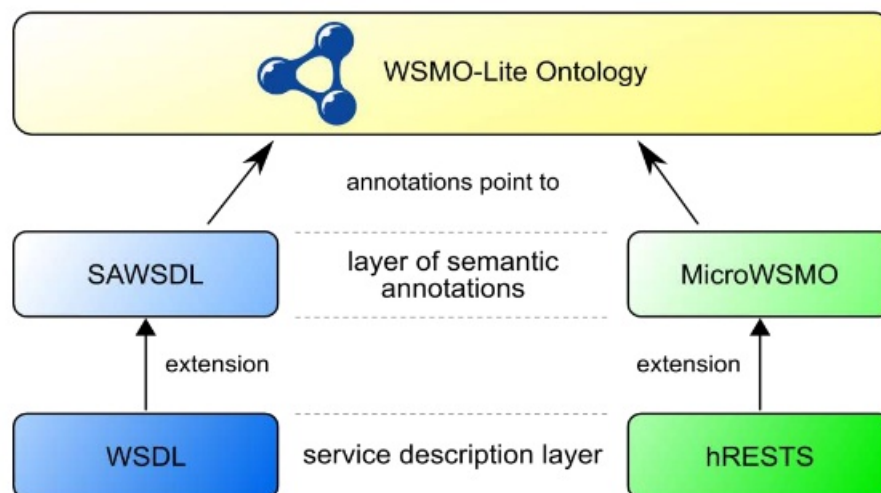 WSMO-Lite Ontology
annotations point to
SAWSDL
layer of semantic
annotations
MicroWSMO
extension
extension
WSDL
service description layer
hRESTS